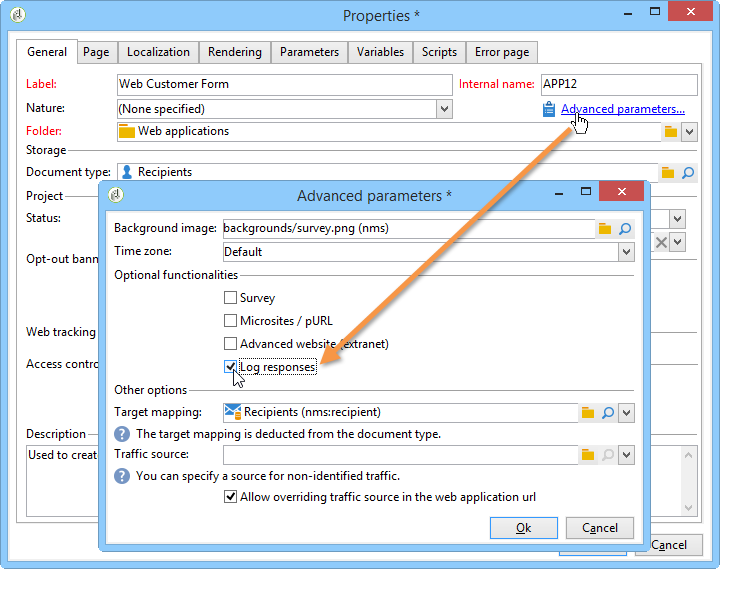 Properties *
General Page Localization Rendering Parameters Variables Scripts Error page
Label: Web Customer Form Internal name: APP12
Nature: (None specified) Advanced parameters...
Folder: Web applications
Storage
Document type: Recipients
Project
Status:
Opt-out bann
Web tracking
Access contro
Description
Used to creat
Cancel
Advanced parameters *
Background image: backgrounds/survey.png (nms)
Time zone: Default
Optional functionalities
Survey
Microsites / pURL
Advanced website (extranet)
Log responses
Other options
Target mapping: Recipients (nms:recipient)
? The target mapping is deducted from the document type.
Traffic source:
? You can specify a source for non-identified traffic.
Allow overriding traffic source in the web application url
Ok Cancel